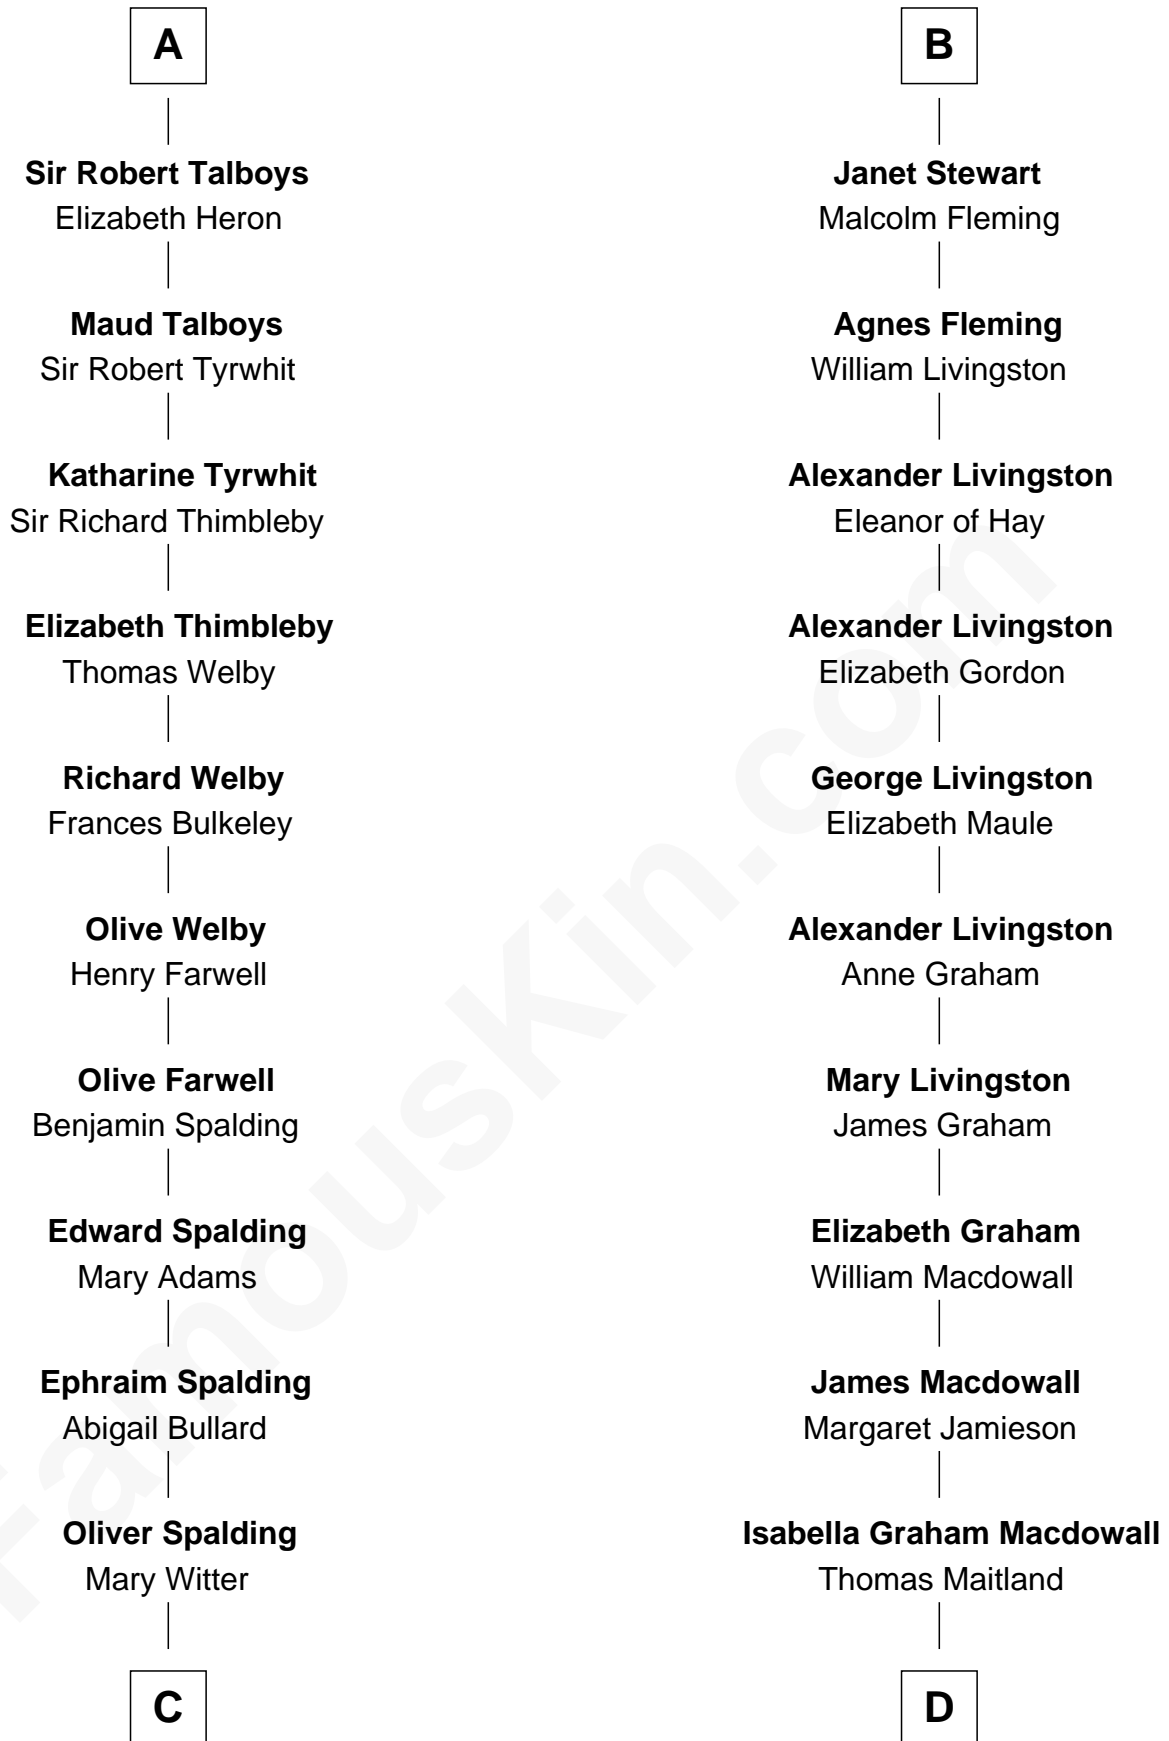 A
Sir Robert Talboys
Elizabeth Heron
Maud Talboys
Sir Robert Tyrwhit
Katharine Tyrwhit
Sir Richard Thimbleby
Elizabeth Thimbleby
Thomas Welby
Richard Welby
Frances Bulkeley
Olive Welby
Henry Farwell
Olive Farwell
Benjamin Spalding
Edward Spalding
Mary Adams
Ephraim Spalding
Abigail Bullard
Oliver Spalding
Mary Witter
C
B
Janet Stewart
Malcolm Fleming
Agnes Fleming
William Livingston
Alexander Livingston
Eleanor of Hay
Alexander Livingston
Elizabeth Gordon
George Livingston
Elizabeth Maule
Alexander Livingston
Anne Graham
Mary Livingston
James Graham
Elizabeth Graham
William Macdowall
James Macdowall
Margaret Jamieson
Isabella Graham Macdowall
Thomas Maitland
D
FamousKin.com